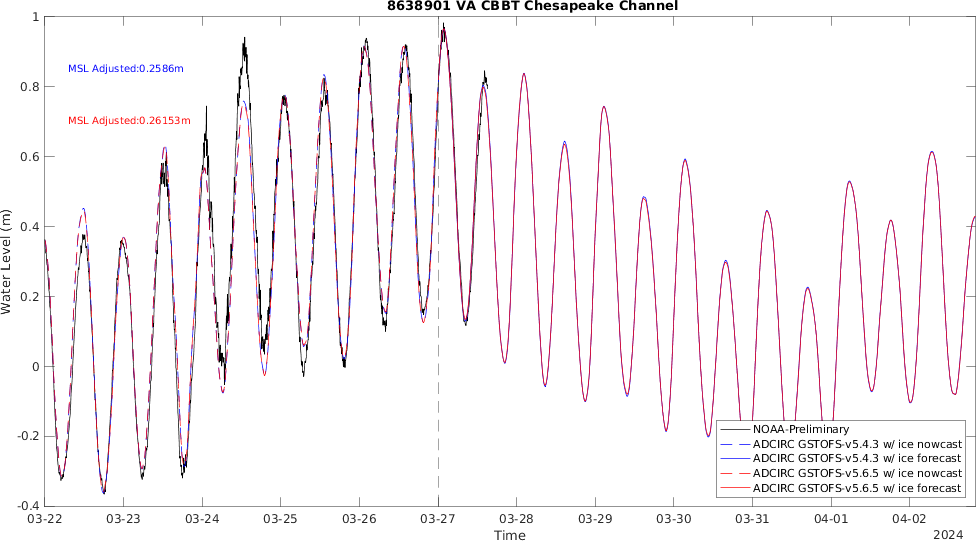 8638901 VA CBBT Chesapeake Channel
1
0.8
0.6
0.4
0.2
0
-0.2
-0.4
Water Level (m)
MSL Adjusted:0.2586m
MSL Adjusted:0.26153m
NOAA-Preliminary
ADCIRC GSTOFS-v5.4.3 w/ ice nowcast
ADCIRC GSTOFS-v5.4.3 w/ ice forecast
ADCIRC GSTOFS-v5.6.5 w/ ice nowcast
ADCIRC GSTOFS-v5.6.5 w/ ice forecast
03-22 03-23 03-24 03-25 03-26 03-27 03-28 03-29 03-30 03-31 04-01 04-02
Time
2024